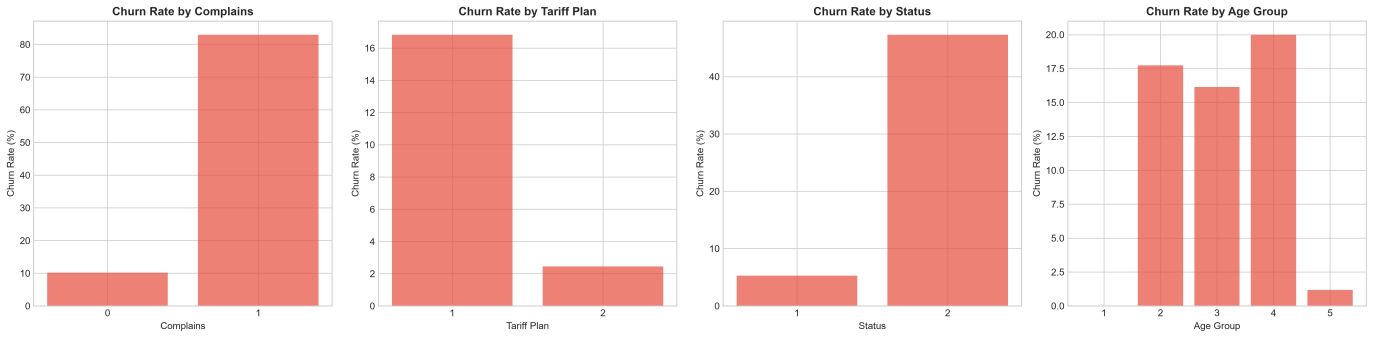 Churn Rate by Complains
Churn Rate (%)
80
70
60
50
40
30
20
10
0
0 1
Complains
Churn Rate by Tariff Plan
Churn Rate (%)
16
14
12
10
8
6
4
2
0
1 2
Tariff Plan
Churn Rate by Status
Churn Rate (%)
40
30
20
10
0
1 2
Status
Churn Rate by Age Group
Churn Rate (%)
20.0
17.5
15.0
12.5
10.0
7.5
5.0
2.5
0.0
1 2 3 4 5
Age Group